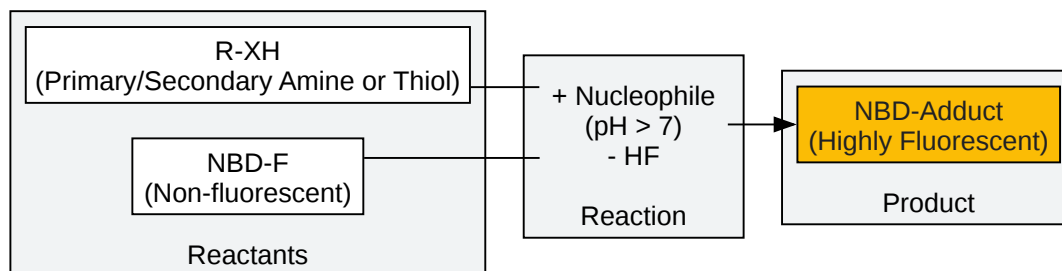 R-XH
(Primary/Secondary Amine or Thiol)
NBD-F
(Non-fluorescent)
Reactants
+ Nucleophile
(pH > 7)
- HF
Reaction
NBD-Adduct
(Highly Fluorescent)
Product